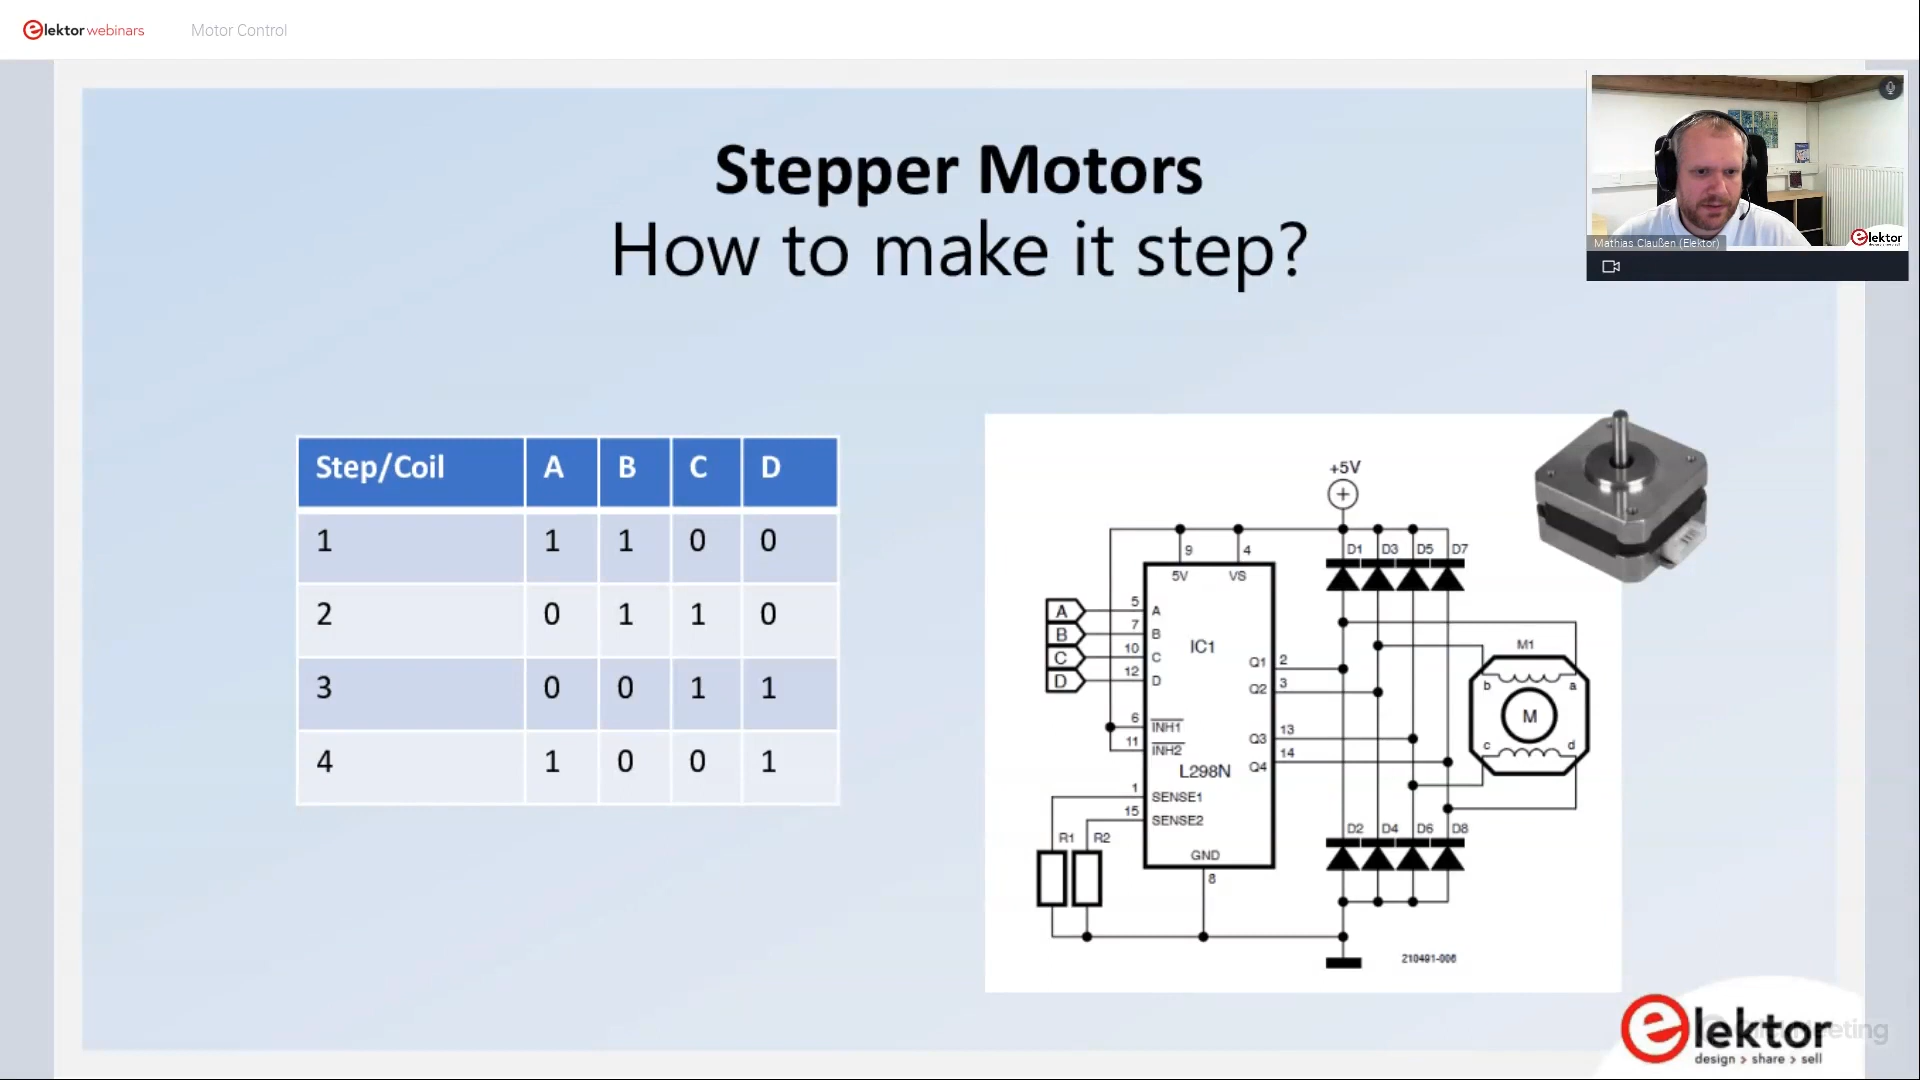 elektor webinars
Motor Control
Mathias Claußen (Elektor)
elektor
Stepper Motors
How to make it step?
Step/Coil A B C D
1 1 1 0 0
2 0 1 1 0
3 0 0 1 1
4 1 0 0 1
+5V
D1 D3 D5 D7
9 4
5V VS
A 5 A
B 7 B
C 10 C
D 12 D
IC1
Q1 2
Q2 3
Q3 13
Q4 14
6 INH1
11 INH2
L298N
1 SENSE1
15 SENSE2
R1 R2
GND
8
M1
b a
M
c d
D2 D4 D6 D8
210491-006
elektor
design > share > sell